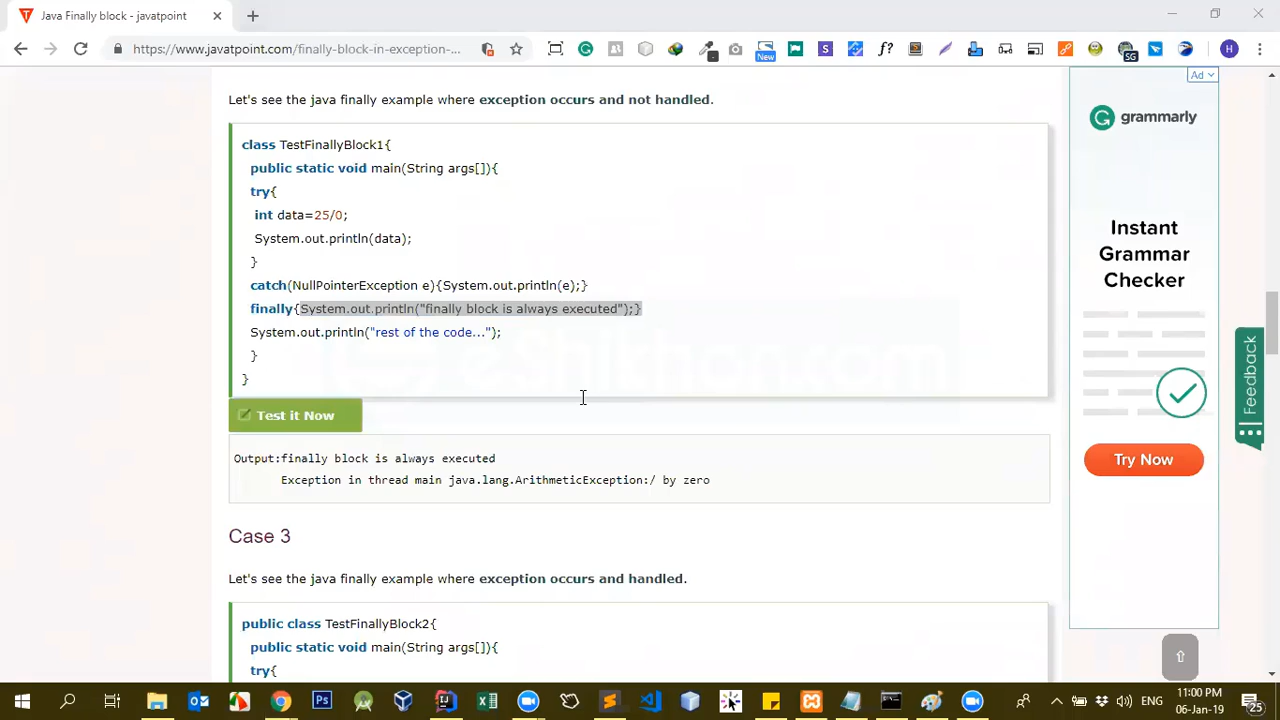 Java Finally block - javatpoint
https://www.javatpoint.com/finally-block-in-exception-...
New
SG
H
Let's see the java finally example where exception occurs and not handled.
class TestFinallyBlock1{
public static void main(String args[]){
try{
int data=25/0;
System.out.println(data);
}
catch(NullPointerException e){System.out.println(e);}
finally{System.out.println("finally block is always executed");}
System.out.println("rest of the code...");
}
}
Test it Now
Output:finally block is always executed
Exception in thread main java.lang.ArithmeticException:/ by zero
Case 3
Let's see the java finally example where exception occurs and handled.
public class TestFinallyBlock2{
public static void main(String args[]){
try{
Ad
grammarly
Instant
Grammar
Checker
Try Now
Feedback
ENG
11:00 PM
06-Jan-19
25